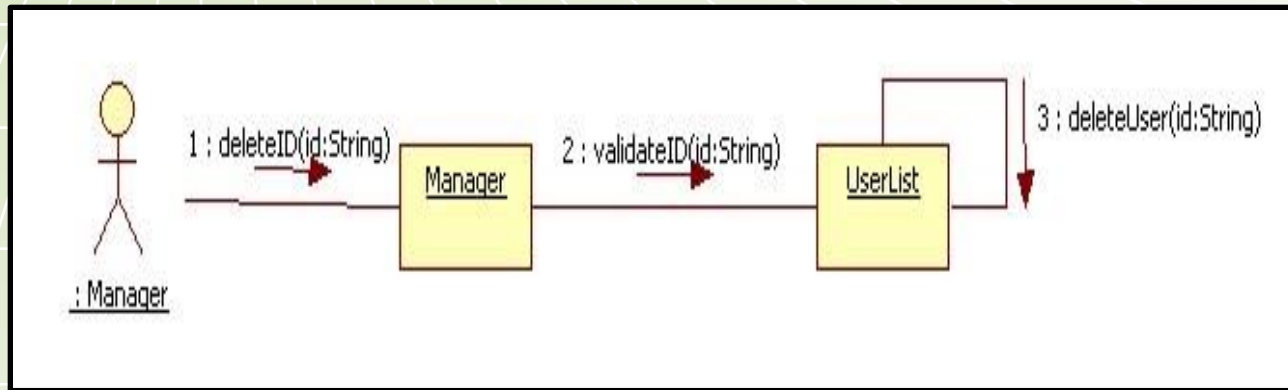 1 : deleteID(id:String)
Manager
2 : validateID(id:String)
UserList
3 : deleteUser(id:String)
: Manager